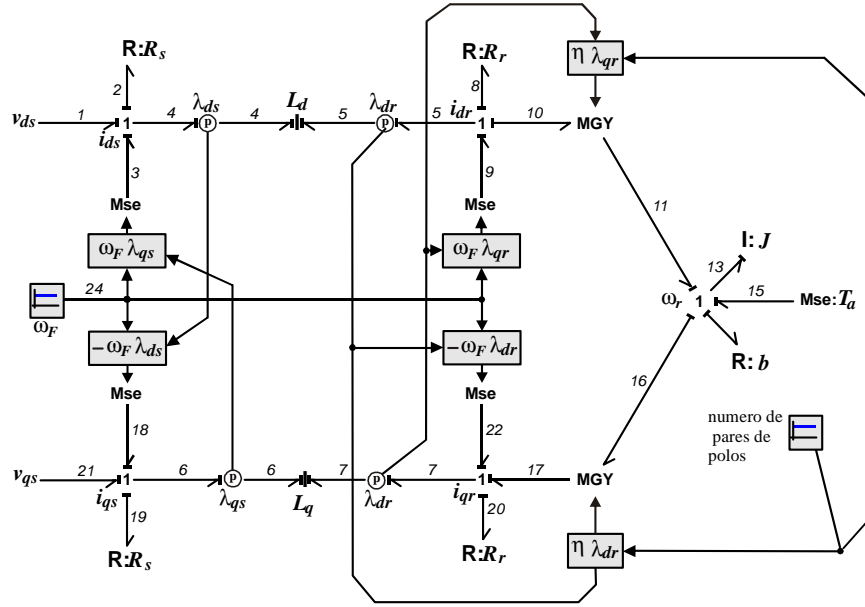 R:Rs
R:Rr
η λqr
2
8
vds
1
4
λds
4
Ld
5
λdr
5
idr
10
ids
1
P
P
1
MGY
3
9
11
Mse
Mse
I: J
ωF λqs
ωF λqr
13
24
ωr
1
15
Mse:Ta
ωF
−ωF λds
−ωF λdr
R: b
16
Mse
Mse
numero de
pares de
polos
18
22
vqs
21
6
6
7
7
17
iqs
1
P
λqs
Lq
P
λdr
iqr
1
MGY
19
20
R:Rs
R:Rr
η λdr